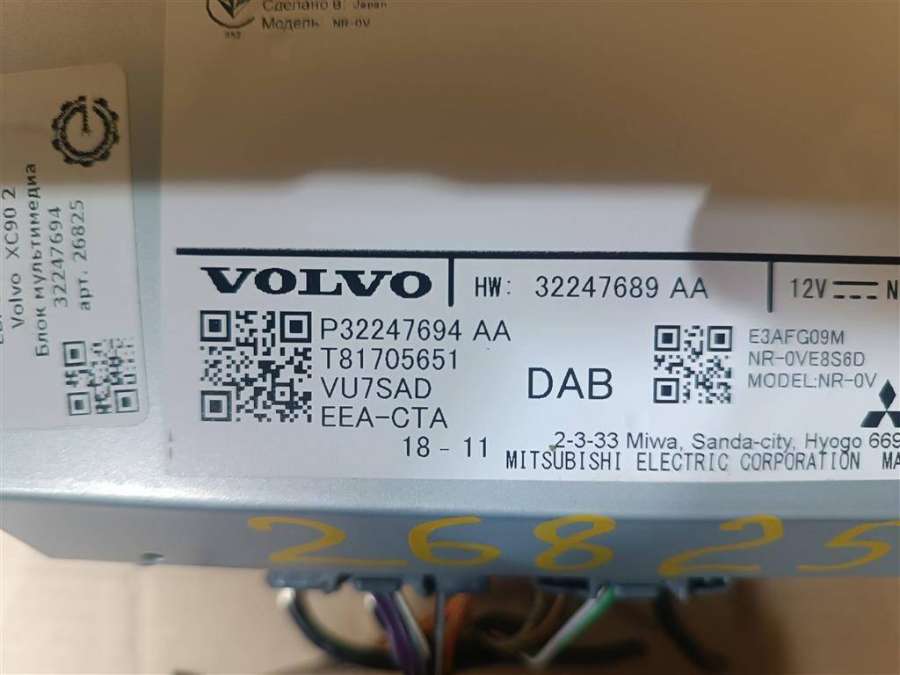 Сделано в: Japan
Модель: NR-0V
Volvo XC90 2
Блок мультимедиа
32247694
арт. 26825
VOLVO
HW: 32247689 AA
12V
P32247694 AA
T81705651
VU7SAD
EEA-CTA
18-11
DAB
E3AFG09M
NR-0VE8S6D
MODEL:NR-0V
2-3-33 Miwa, Sanda-city, Hyogo 669
MITSUBISHI ELECTRIC CORPORATION MA
26825